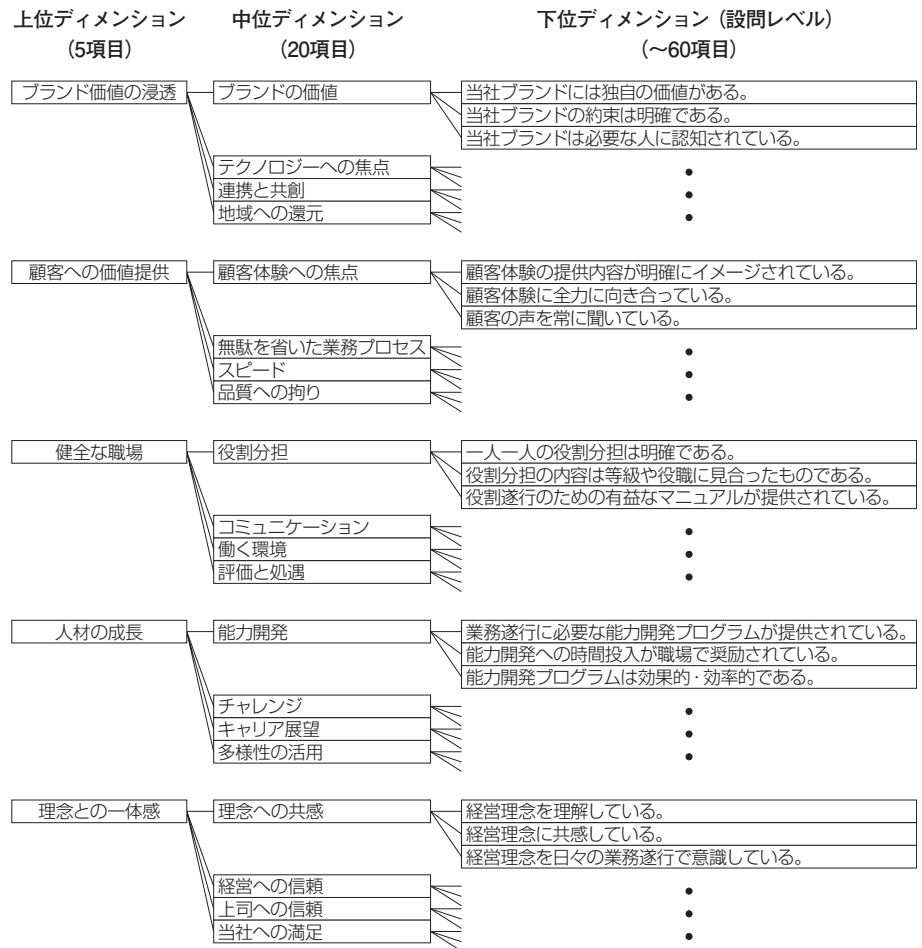 上位ディメンション 中位ディメンション 下位ディメンション（設問レベル）
（5項目） （20項目） （〜60項目）
ブランド価値の浸透 ブランドの価値 当社ブランドには独自の価値がある。
当社ブランドの約束は明確である。
当社ブランドは必要な人に認知されている。
テクノロジーへの焦点
連携と共創
地域への還元
顧客への価値提供 顧客体験への焦点 顧客体験の提供内容が明確にイメージされている。
顧客体験に全力に向き合っている。
顧客の声を常に聞いている。
無駄を省いた業務プロセス
スピード
品質への拘り
健全な職場 役割分担 一人一人の役割分担は明確である。
役割分担の内容は等級や役職に見合ったものである。
役割遂行のための有益なマニュアルが提供されている。
コミュニケーション
働く環境
評価と処遇
人材の成長 能力開発 業務遂行に必要な能力開発プログラムが提供されている。
能力開発への時間投入が職場で奨励されている。
能力開発プログラムは効果的・効率的である。
チャレンジ
キャリア展望
多様性の活用
理念との一体感 理念への共感 経営理念を理解している。
経営理念に共感している。
経営理念を日々の業務遂行で意識している。
経営への信頼
上司への信頼
当社への満足